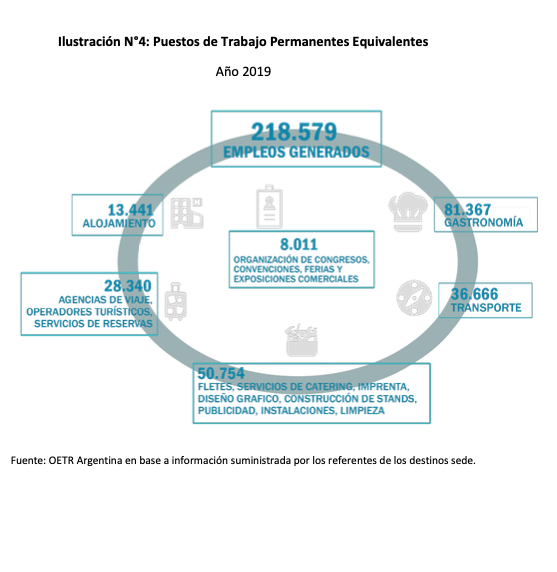 Ilustración N°4: Puestos de Trabajo Permanentes Equivalentes
Año 2019
218.579
EMPLEOS GENERADOS
13.441
ALOJAMIENTO
81.367
GASTRONOMÍA
8.011
ORGANIZACIÓN DE CONGRESOS,
CONVENCIONES, FERIAS Y
EXPOSICIONES COMERCIALES
28.340
AGENCIAS DE VIAJE,
OPERADORES TURÍSTICOS,
SERVICIOS DE RESERVAS
36.666
TRANSPORTE
50.754
FLETES, SERVICIOS DE CATERING, IMPRENTA,
DISEÑO GRAFICO, CONSTRUCCIÓN DE STANDS,
PUBLICIDAD, INSTALACIONES, LIMPIEZA
Fuente: OETR Argentina en base a información suministrada por los referentes de los destinos sede.